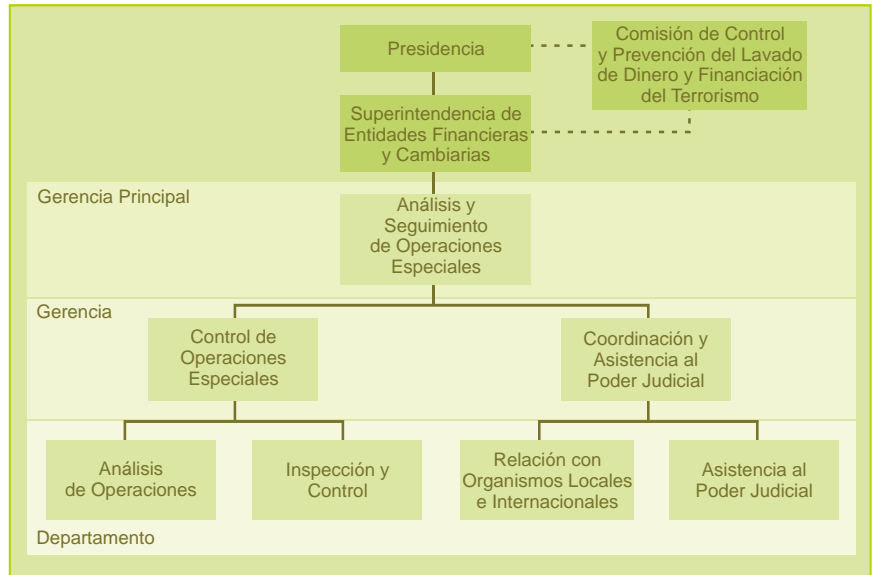 Presidencia
Comisión de Control
y Prevención del Lavado
de Dinero y Financiación
del Terrorismo
Superintendencia de
Entidades Financieras
y Cambiarias
Gerencia Principal
Análisis y
Seguimiento
de Operaciones
Especiales
Gerencia
Control de
Operaciones
Especiales
Coordinación y
Asistencia al
Poder Judicial
Análisis
de Operaciones
Inspección y
Control
Relación con
Organismos Locales
e Internacionales
Asistencia al
Poder Judicial
Departamento